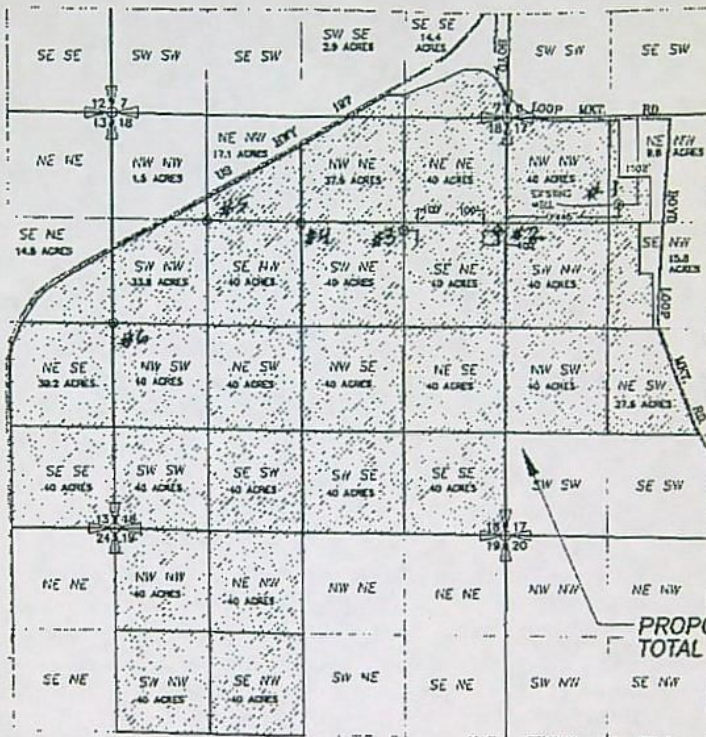 SE SE
SW SW
SE SW
SW SE
2.9 ACRES
SE SE
14.4
ACRES
BOYD
SW SW
SE SW
12 7
13 18
US HWY 197
7 8
18 17
LOOP MKT. RD
NE NE
NW NW
1.5 ACRES
NE NW
17.1 ACRES
NW NE
37.6 ACRES
NE NE
40 ACRES
NW NW
40 ACRES
EXISTING
WELL
NE NW
ACRES
BOYD LOOP MKT. RD
SE NE
14.8 ACRES
#4
#3
#2
SW NW
33.8 ACRES
SE NW
40 ACRES
SW NE
40 ACRES
SE NE
40 ACRES
SW NW
40 ACRES
SE NW
15.8
ACRES
#6
NE SE
NW SW
40 ACRES
NE SW
40 ACRES
NW SE
40 ACRES
NE SE
40 ACRES
NW SW
40 ACRES
NE SW
SE SE
40 ACRES
SW SW
40 ACRES
SE SW
40 ACRES
SW SE
40 ACRES
SE SE
40 ACRES
SW SW
SE SW
13 18
24 19
18 17
19 20
NE NE
NW NW
40 ACRES
NE NW
40 ACRES
NW NE
NE NE
NW NW
NE NW
PROPO
TOTAL
SE NE
SW NW
40 ACRES
SE NW
40 ACRES
SW NE
SE NE
SW NW
SE NW